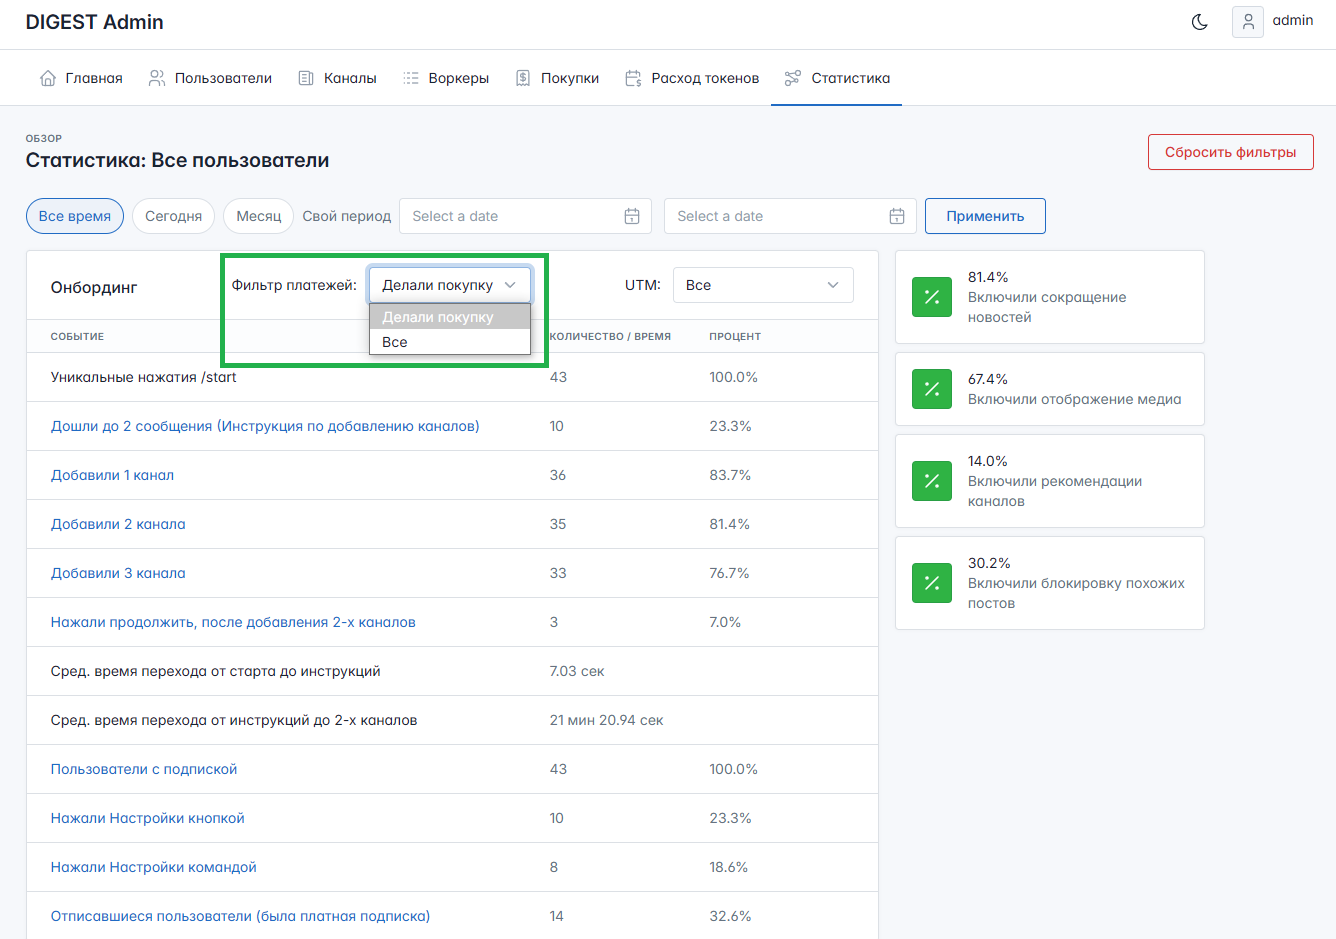 DIGEST Admin
admin
Главная
Пользователи
Каналы
Воркеры
Покупки
Расход токенов
Статистика
ОБЗОР
Статистика: Все пользователи
Сбросить фильтры
Все время
Сегодня
Месяц
Свой период
Select a date
Select a date
Применить
Онбординг
Фильтр платежей:
Делали покупку
UTM:
Все
Делали покупку
Все
СОБЫТИЕ
КОЛИЧЕСТВО / ВРЕМЯ
ПРОЦЕНТ
Уникальные нажатия /start
43
100.0%
Дошли до 2 сообщения (Инструкция по добавлению каналов)
10
23.3%
Добавили 1 канал
36
83.7%
Добавили 2 канала
35
81.4%
Добавили 3 канала
33
76.7%
Нажали продолжить, после добавления 2-х каналов
3
7.0%
Сред. время перехода от старта до инструкций
7.03 сек
Сред. время перехода от инструкций до 2-х каналов
21 мин 20.94 сек
Пользователи с подпиской
43
100.0%
Нажали Настройки кнопкой
10
23.3%
Нажали Настройки командой
8
18.6%
Отписавшиеся пользователи (была платная подписка)
14
32.6%
81.4%
Включили сокращение
новостей
67.4%
Включили отображение медиа
14.0%
Включили рекомендации
каналов
30.2%
Включили блокировку похожих
постов